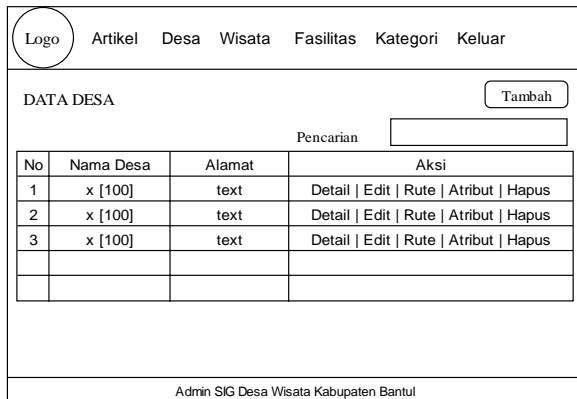 Logo Artikel Desa Wisata Fasilitas Kategori Keluar
DATA DESA Tambah
Pencarian
No Nama Desa Alamat Aksi
1 x [100] text Detail | Edit | Rute | Atribut | Hapus
2 x [100] text Detail | Edit | Rute | Atribut | Hapus
3 x [100] text Detail | Edit | Rute | Atribut | Hapus
Admin SIG Desa Wisata Kabupaten Bantul